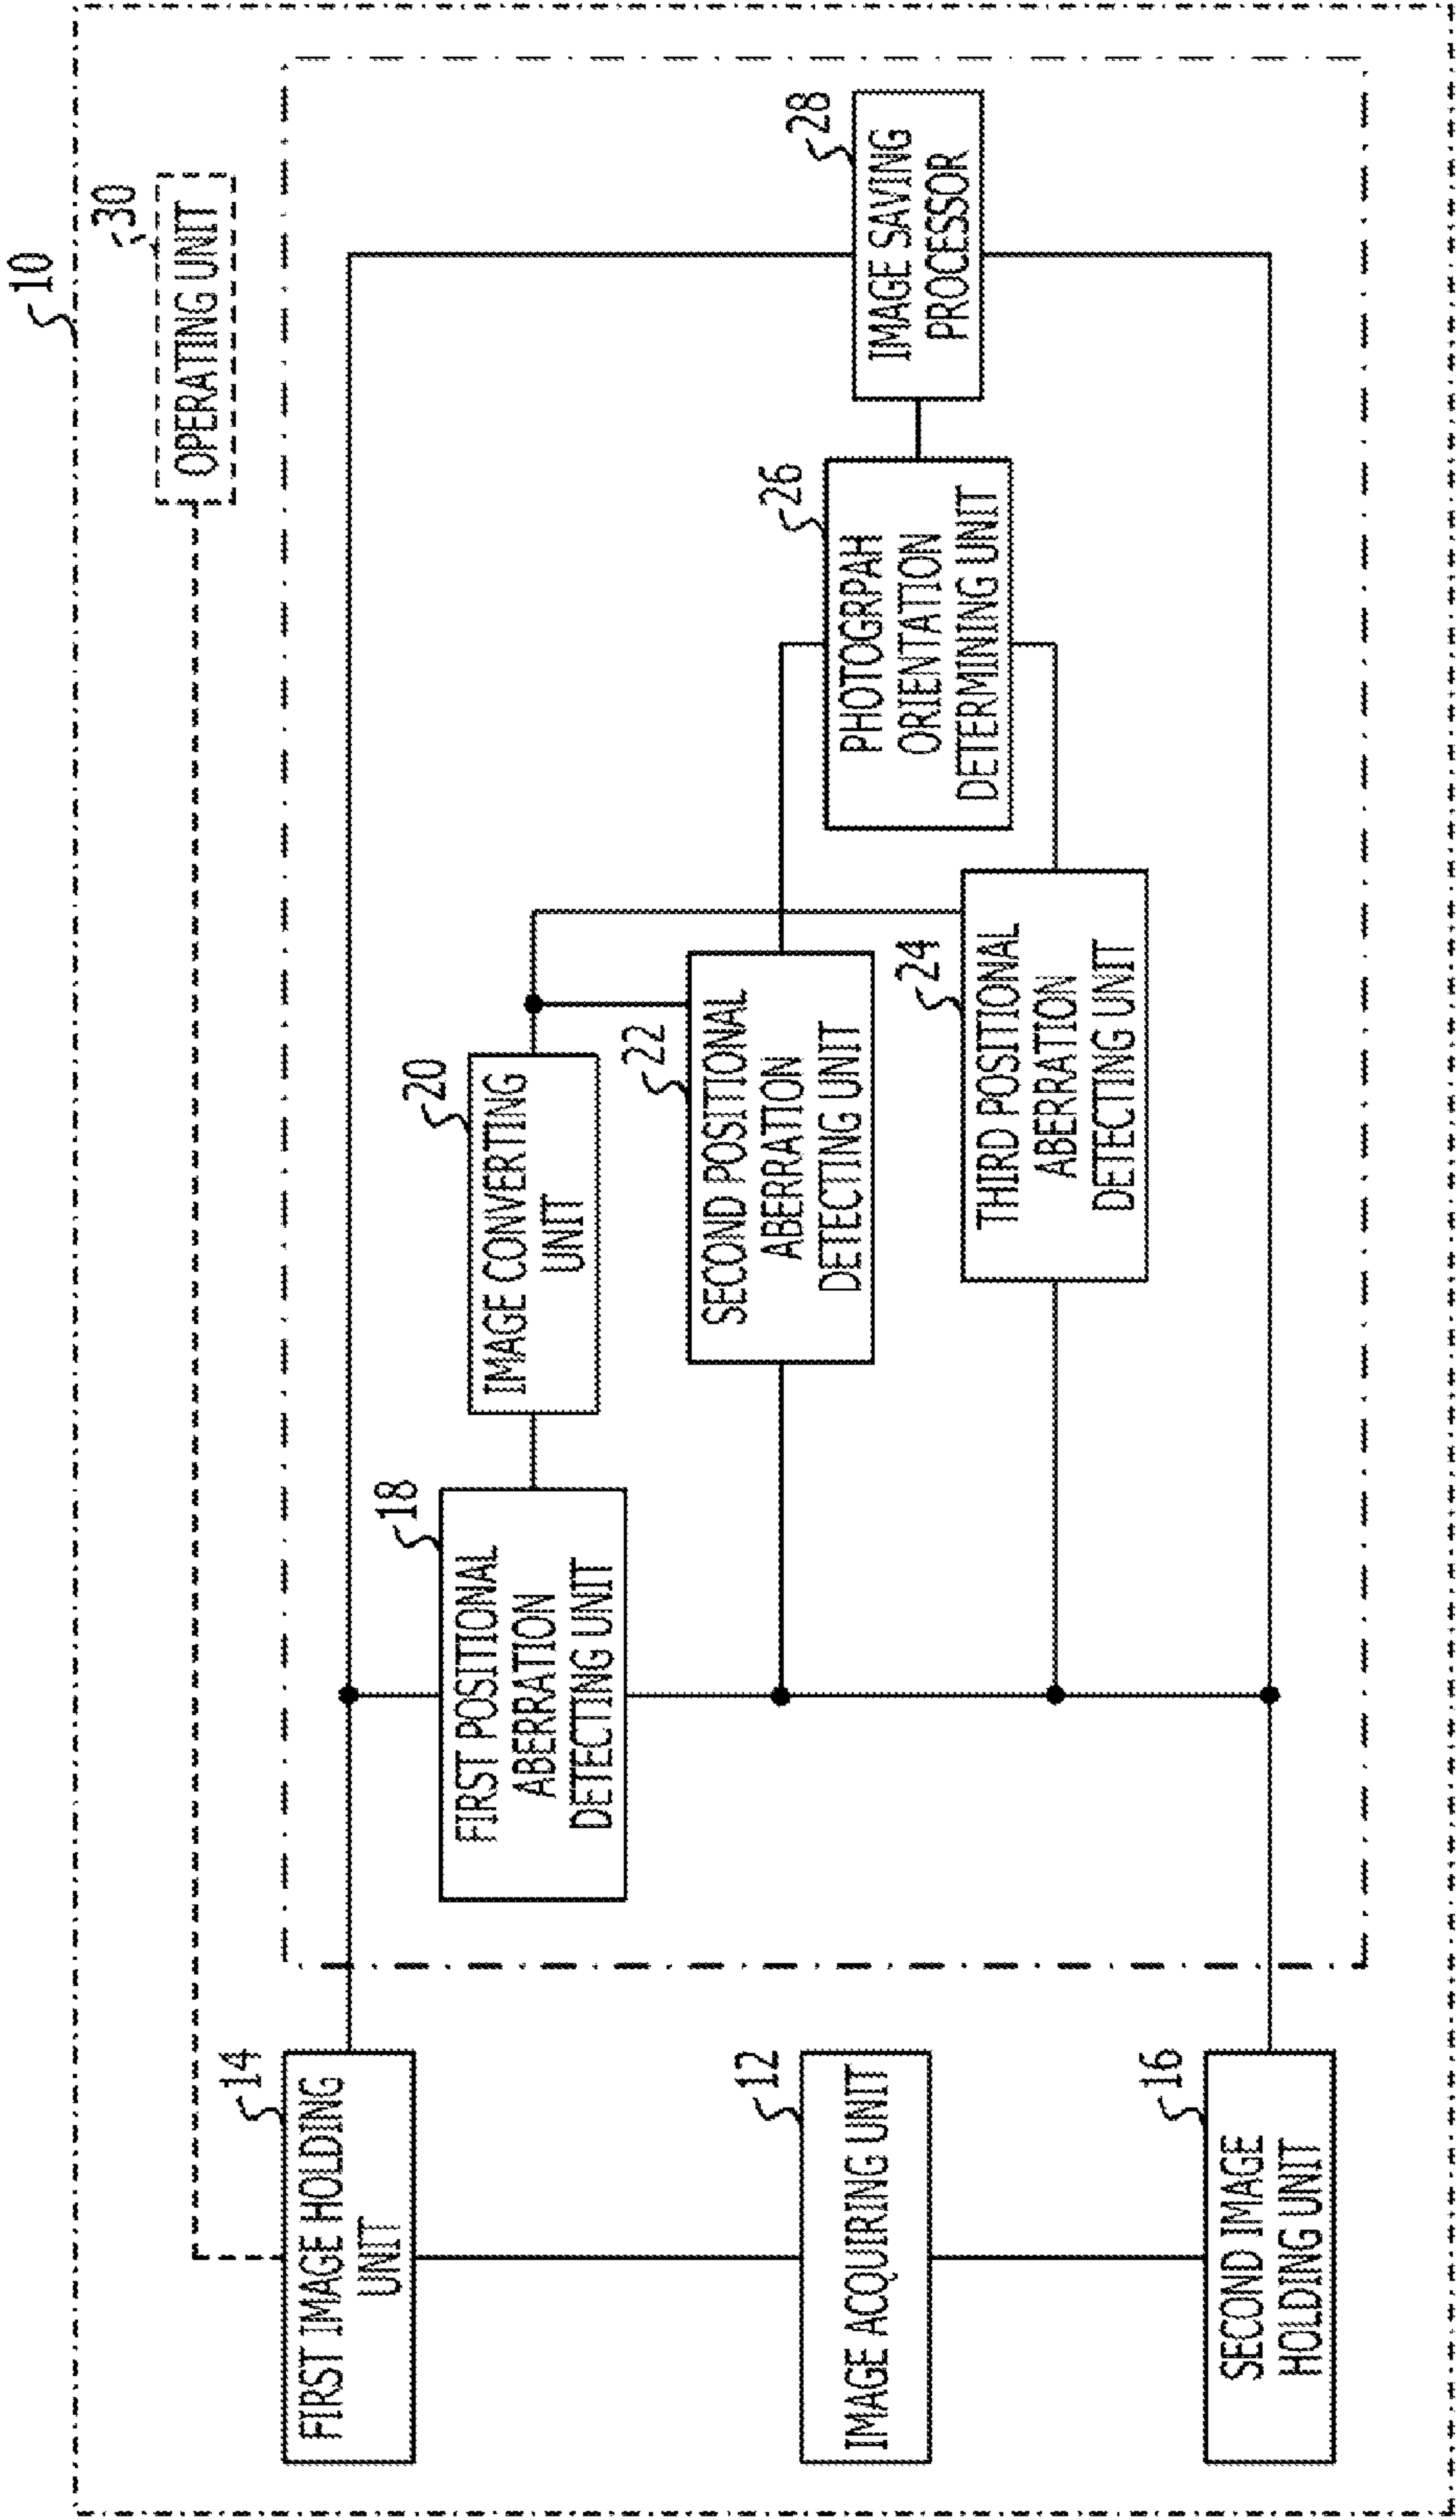 10
30
OPERATING UNIT
14
FIRST IMAGE HOLDING
UNIT
12
IMAGE ACQUIRING UNIT
16
SECOND IMAGE
HOLDING UNIT
18
FIRST POSITIONAL
ABERRATION
DETECTING UNIT
20
IMAGE CONVERTING
UNIT
22
SECOND POSITIONAL
ABERRATION
DETECTING UNIT
24
THIRD POSITIONAL
ABERRATION
DETECTING UNIT
26
PHOTOGRPAH
ORIENTATION
DETERMINING UNIT
28
IMAGE SAVING
PROCESSOR